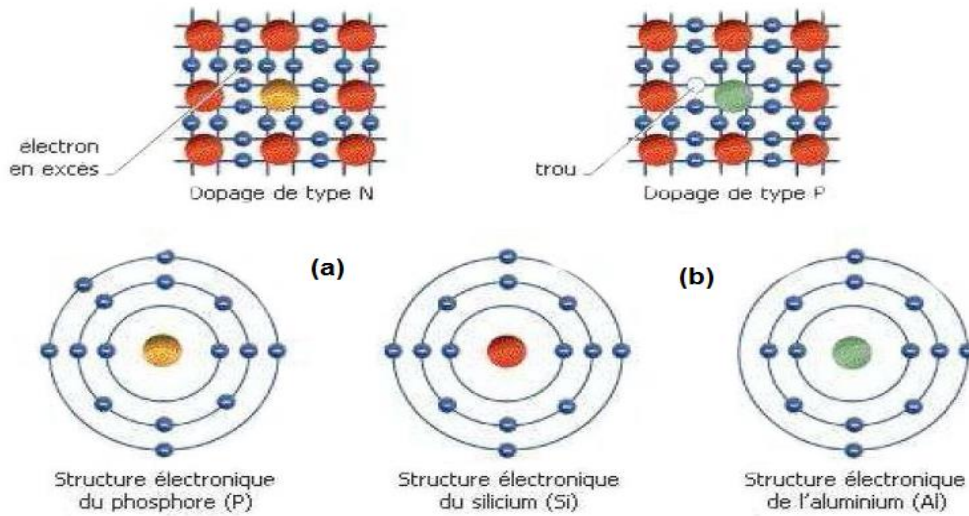 électron
en excés
Dopage de type N
trou
Dopage de type P
(a)
(b)
Structure électronique
du phosphore (P)
Structure électronique
du silicium (Si)
Structure électronique
de l'aluminium (Al)